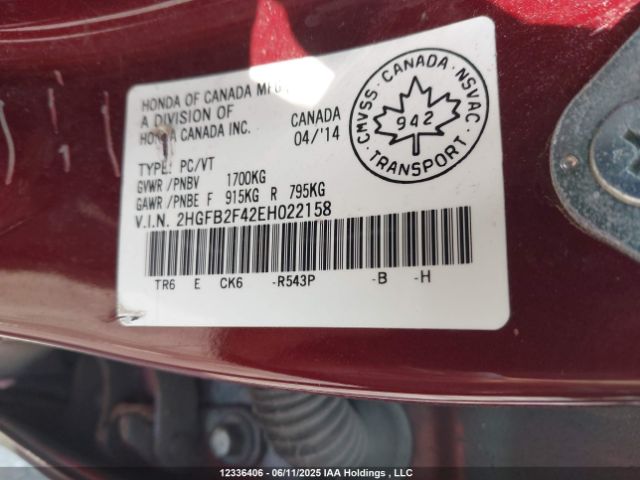 HONDA OF CANADA MFG.
A DIVISION OF
HONDA CANADA INC.
CANADA
04/'14
CMVSS · CANADA · NSVAC
942
TRANSPORT
TYPE: PC/VT
GVWR /PNBV 1700KG
GAWR /PNBE F 915KG R 795KG
V.I.N. 2HGFB2F42EH022158
TR6 E CK6 -R543P -B -H
12336406 - 06/11/2025 IAA Holdings , LLC